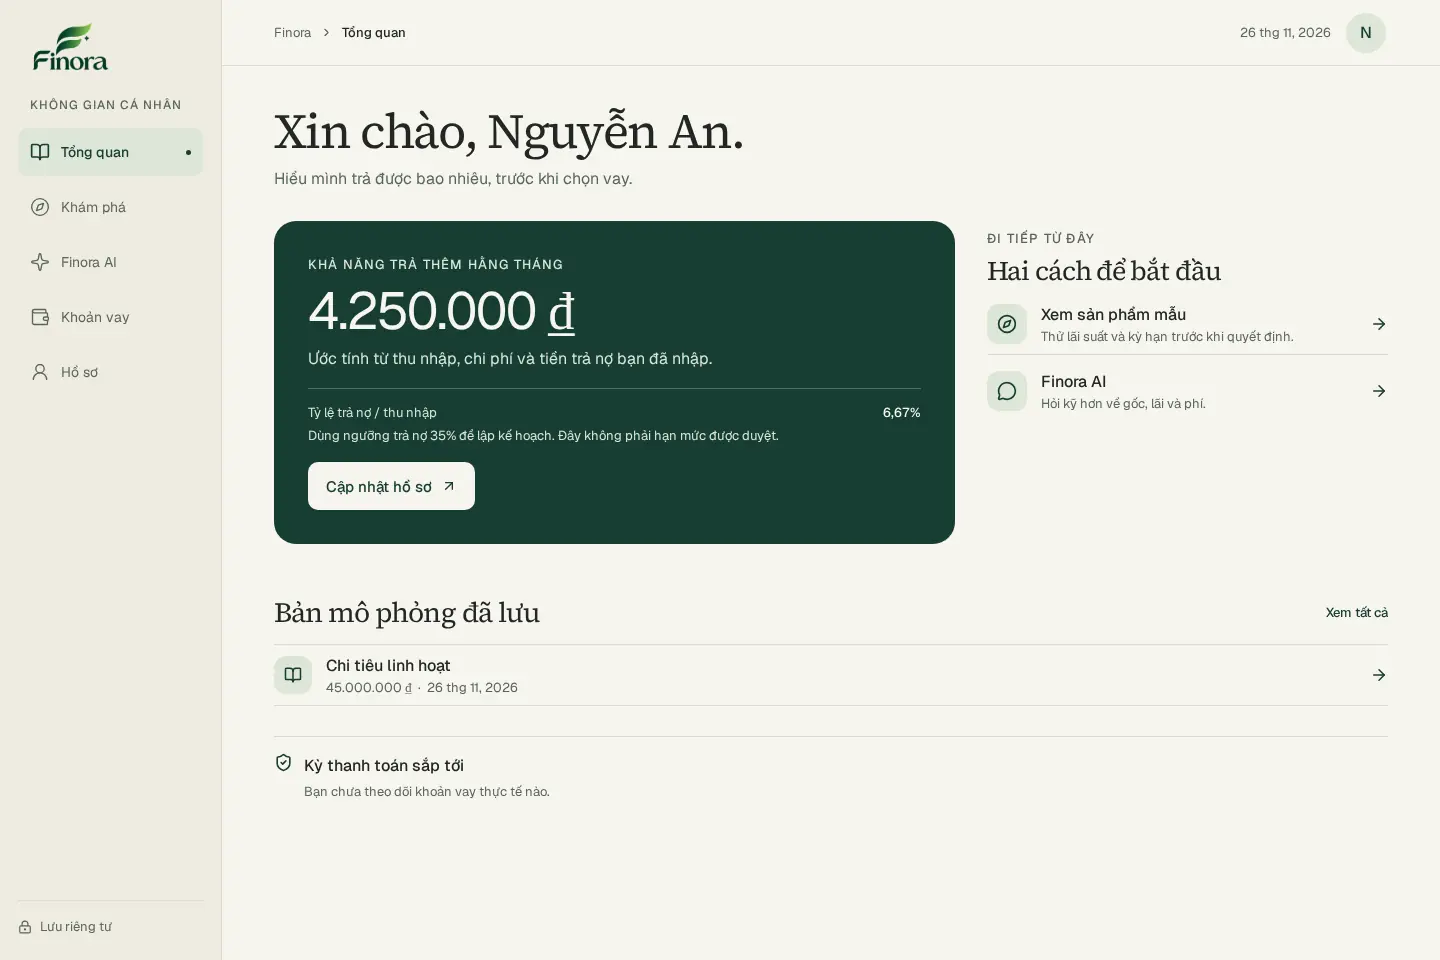 Finora
KHÔNG GIAN CÁ NHÂN
Tổng quan
Khám phá
Finora AI
Khoản vay
Hồ sơ
Lưu riêng tư
Finora
Tổng quan
26 thg 11, 2026
N
Xin chào, Nguyễn An.
Hiểu mình trả được bao nhiêu, trước khi chọn vay.
KHẢ NĂNG TRẢ THÊM HẰNG THÁNG
4.250.000 ₫
Ước tính từ thu nhập, chi phí và tiền trả nợ bạn đã nhập.
Tỷ lệ trả nợ / thu nhập 6,67%
Dùng ngưỡng trả nợ 35% để lập kế hoạch. Đây không phải hạn mức được duyệt.
Cập nhật hồ sơ
ĐI TIẾP TỪ ĐÂY
Hai cách để bắt đầu
Xem sản phẩm mẫu
Thử lãi suất và kỳ hạn trước khi quyết định.
Finora AI
Hỏi kỹ hơn về gốc, lãi và phí.
Bản mô phỏng đã lưu
Xem tất cả
Chi tiêu linh hoạt
45.000.000 ₫ · 26 thg 11, 2026
Kỳ thanh toán sắp tới
Bạn chưa theo dõi khoản vay thực tế nào.